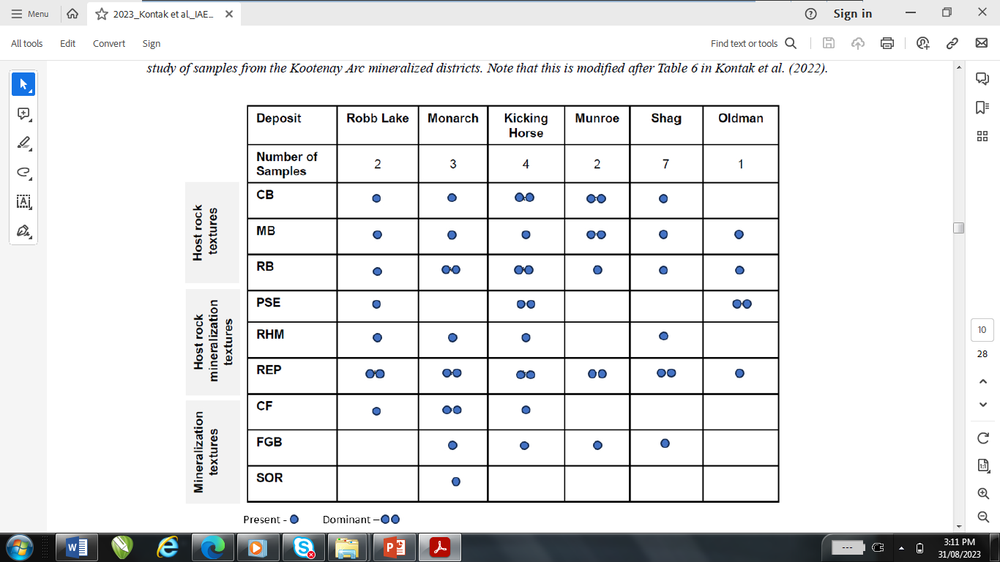 Menu
2023_Kontak et al._IAE...
Sign in
All tools
Edit
Convert
Sign
Find text or tools
study of samples from the Kootenay Arc mineralized districts. Note that this is modified after Table 6 in Kontak et al. (2022).
Deposit Robb Lake Monarch Kicking Horse Munroe Shag Oldman
Number of Samples 2 3 4 2 7 1
Host rock textures
CB
MB
RB
Host rock mineralization textures
PSE
RHM
REP
Mineralization textures
CF
FGB
SOR
Present - Dominant –
10
28
1:1
3:11 PM
31/08/2023